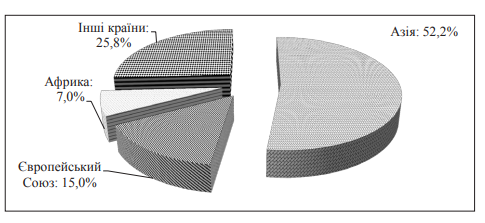 Інші країни:
25,8%
Азія: 52,2%
Африка:
7,0%
Європейський
Союз: 15,0%